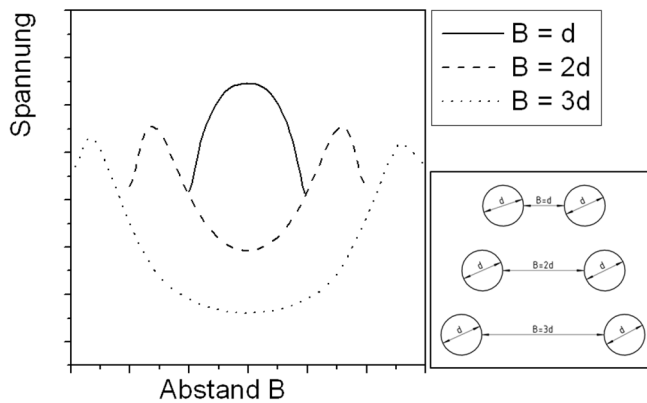 Spannung
Abstand B
B = d
B = 2d
B = 3d
d B=d d
d B=2d d
d B=3d d